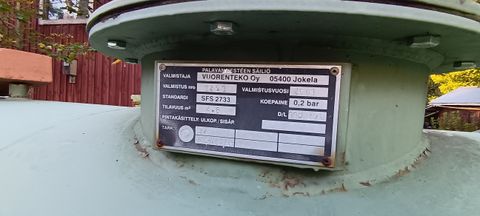 PALAVAN NESTEEN SÄILIÖ
VALMISTAJA VUORENTEKO Oy 05400 Jokela
VALMISTUS nro VALMISTUSVUOSI
STANDARDI SFS 2733 KOEPAINE 0,2 bar
TILAVUUS m³ D/L
PINTAKÄSITTELY: ULKOP./SISÄP.
TARK.